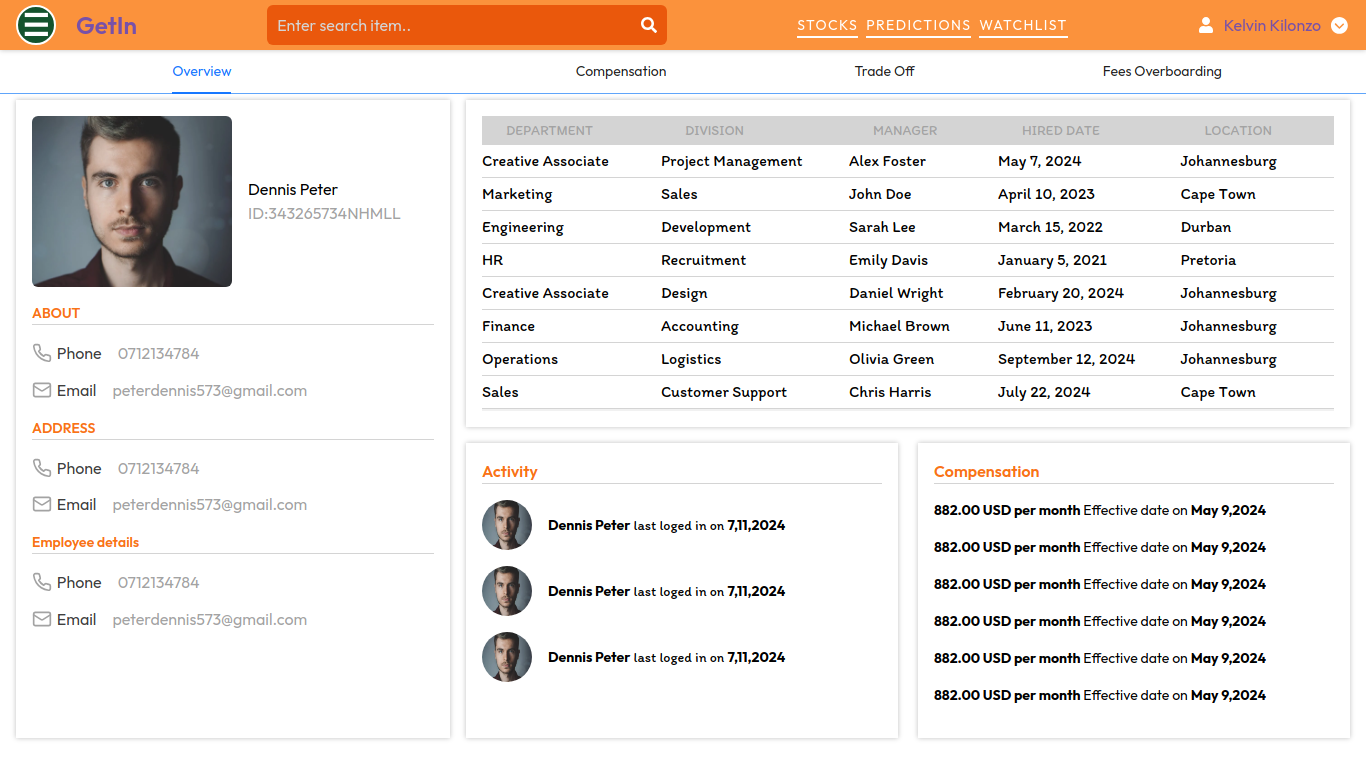 GetIn
Enter search item..
STOCKS PREDICTIONS WATCHLIST
Kelvin Kilonzo
Overview
Compensation
Trade Off
Fees Overboarding
Dennis Peter
ID:343265734NHMLL
ABOUT
Phone 0712134784
Email peterdennis573@gmail.com
ADDRESS
Phone 0712134784
Email peterdennis573@gmail.com
Employee details
Phone 0712134784
Email peterdennis573@gmail.com
DEPARTMENT DIVISION MANAGER HIRED DATE LOCATION
Creative Associate Project Management Alex Foster May 7, 2024 Johannesburg
Marketing Sales John Doe April 10, 2023 Cape Town
Engineering Development Sarah Lee March 15, 2022 Durban
HR Recruitment Emily Davis January 5, 2021 Pretoria
Creative Associate Design Daniel Wright February 20, 2024 Johannesburg
Finance Accounting Michael Brown June 11, 2023 Johannesburg
Operations Logistics Olivia Green September 12, 2024 Johannesburg
Sales Customer Support Chris Harris July 22, 2024 Cape Town
Activity
Dennis Peter last loged in on 7,11,2024
Dennis Peter last loged in on 7,11,2024
Dennis Peter last loged in on 7,11,2024
Compensation
882.00 USD per month Effective date on May 9,2024
882.00 USD per month Effective date on May 9,2024
882.00 USD per month Effective date on May 9,2024
882.00 USD per month Effective date on May 9,2024
882.00 USD per month Effective date on May 9,2024
882.00 USD per month Effective date on May 9,2024